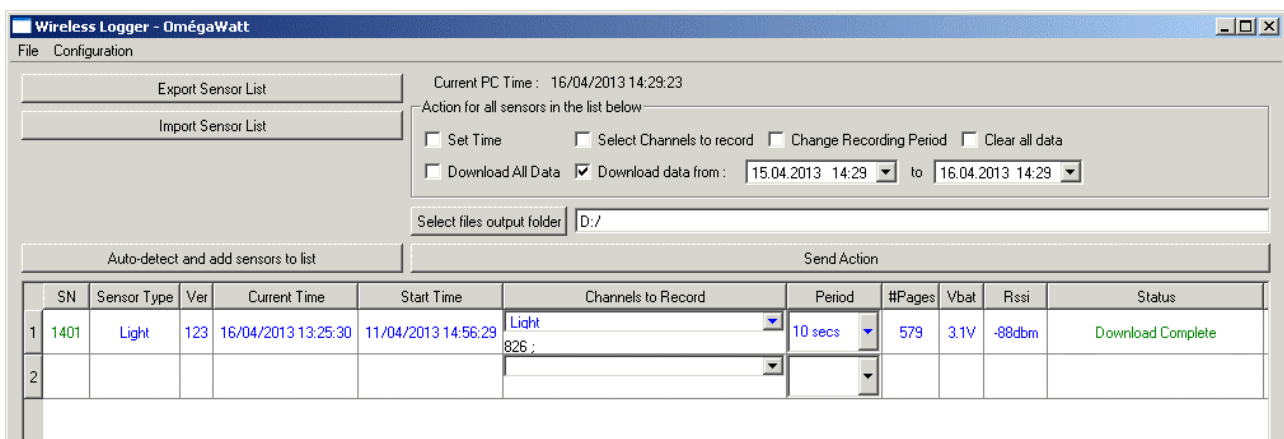 Wireless Logger - OmégaWatt
File Configuration
Export Sensor List
Import Sensor List
Current PC Time : 16/04/2013 14:29:23
Action for all sensors in the list below
Set Time Select Channels to record Change Recording Period Clear all data
Download All Data Download data from : 15.04.2013 14:29 to 16.04.2013 14:29
Select files output folder D:/
Auto-detect and add sensors to list Send Action
SN Sensor Type Ver Current Time Start Time Channels to Record Period #Pages Vbat Rssi Status
1 1401 Light 123 16/04/2013 13:25:30 11/04/2013 14:56:29 Light 10 secs 579 3.1V -88dbm Download Complete
826 ;
2